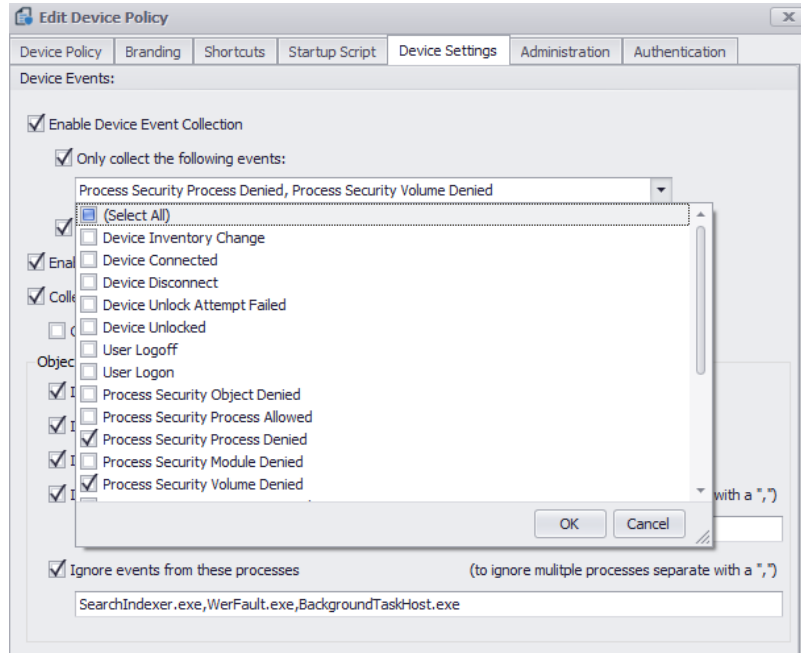 Edit Device Policy
Device Policy Branding Shortcuts Startup Script Device Settings Administration Authentication
Device Events:
Enable Device Event Collection
Only collect the following events:
Process Security Process Denied, Process Security Volume Denied
(Select All)
Device Inventory Change
Device Connected
Device Disconnect
Device Unlock Attempt Failed
Device Unlocked
User Logoff
User Logon
Process Security Object Denied
Process Security Process Allowed
Process Security Process Denied
Process Security Module Denied
Process Security Volume Denied
with a ",")
OK Cancel
Ignore events from these processes (to ignore mulitple processes separate with a ",")
SearchIndexer.exe,WerFault.exe,BackgroundTaskHost.exe